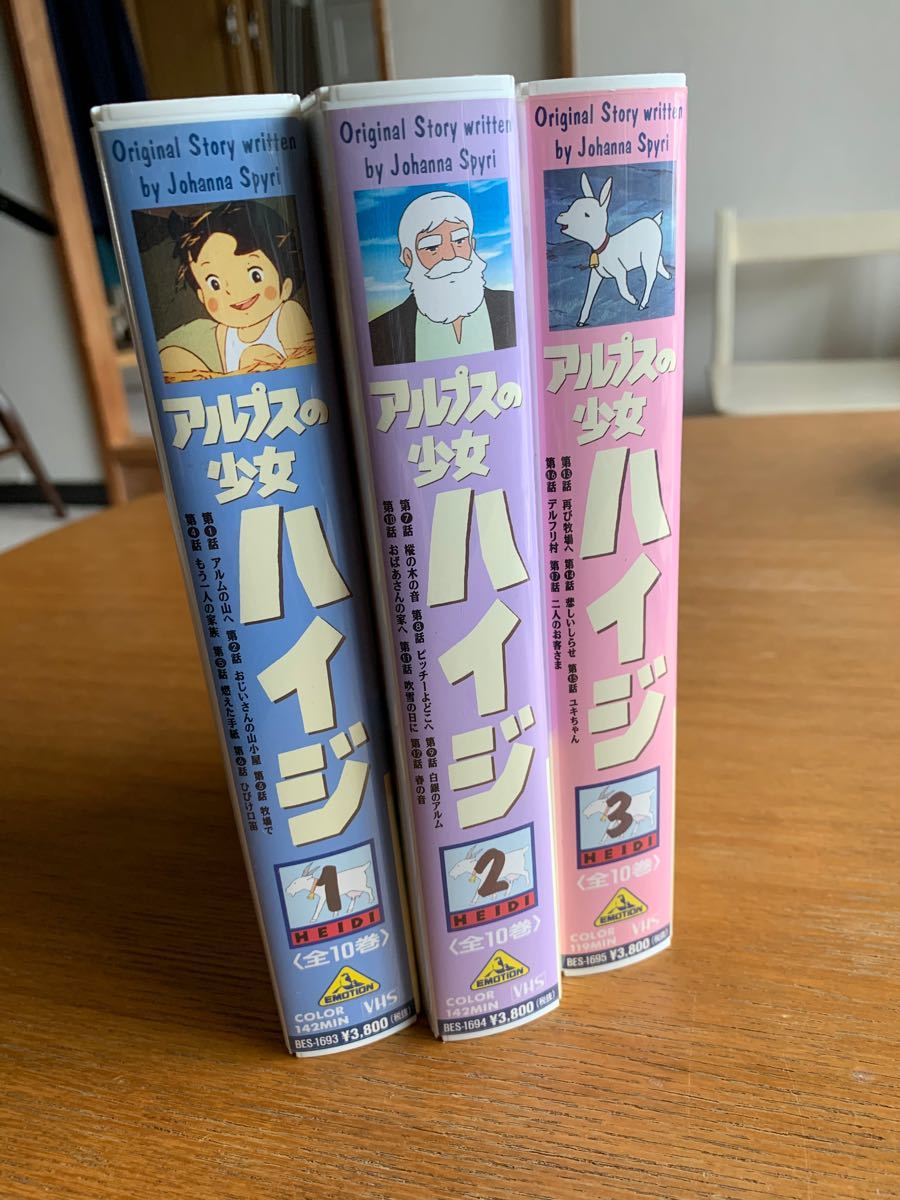 Original Story written
by Johanna Spyri
アルプスの
少女
ハイジ
第1話 アルムの山へ 第2話 おじいさんの山小屋 第3話 牧場で
第4話 もう一人の家族 第5話 燃えた手紙 第6話 ひびけ口笛
1
HEIDI
〈全10巻〉
EMOTION
COLOR
142MIN
VHS
BES-1693 ¥3,800(税抜)
Original Story written
by Johanna Spyri
アルプスの
少女
ハイジ
第7話 樅の木の音 第8話 ピッチーよどこへ 第9話 白銀のアルム
第10話 おばあさんの家へ 第11話 吹雪の日に 第12話 春の音
2
HEIDI
〈全10巻〉
EMOTION
COLOR
142MIN
VHS
BES-1694 ¥3,800(税抜)
Original Story written
by Johanna Spyri
アルプスの
少女
ハイジ
第13話 再び牧場へ 第14話 悲しいしらせ 第15話 ユキちゃん
第16話 デルフリ村 第17話 二人のお客さま
3
HEIDI
〈全10巻〉
EMOTION
COLOR
119MIN
VHS
BES-1695 ¥3,800(税抜)